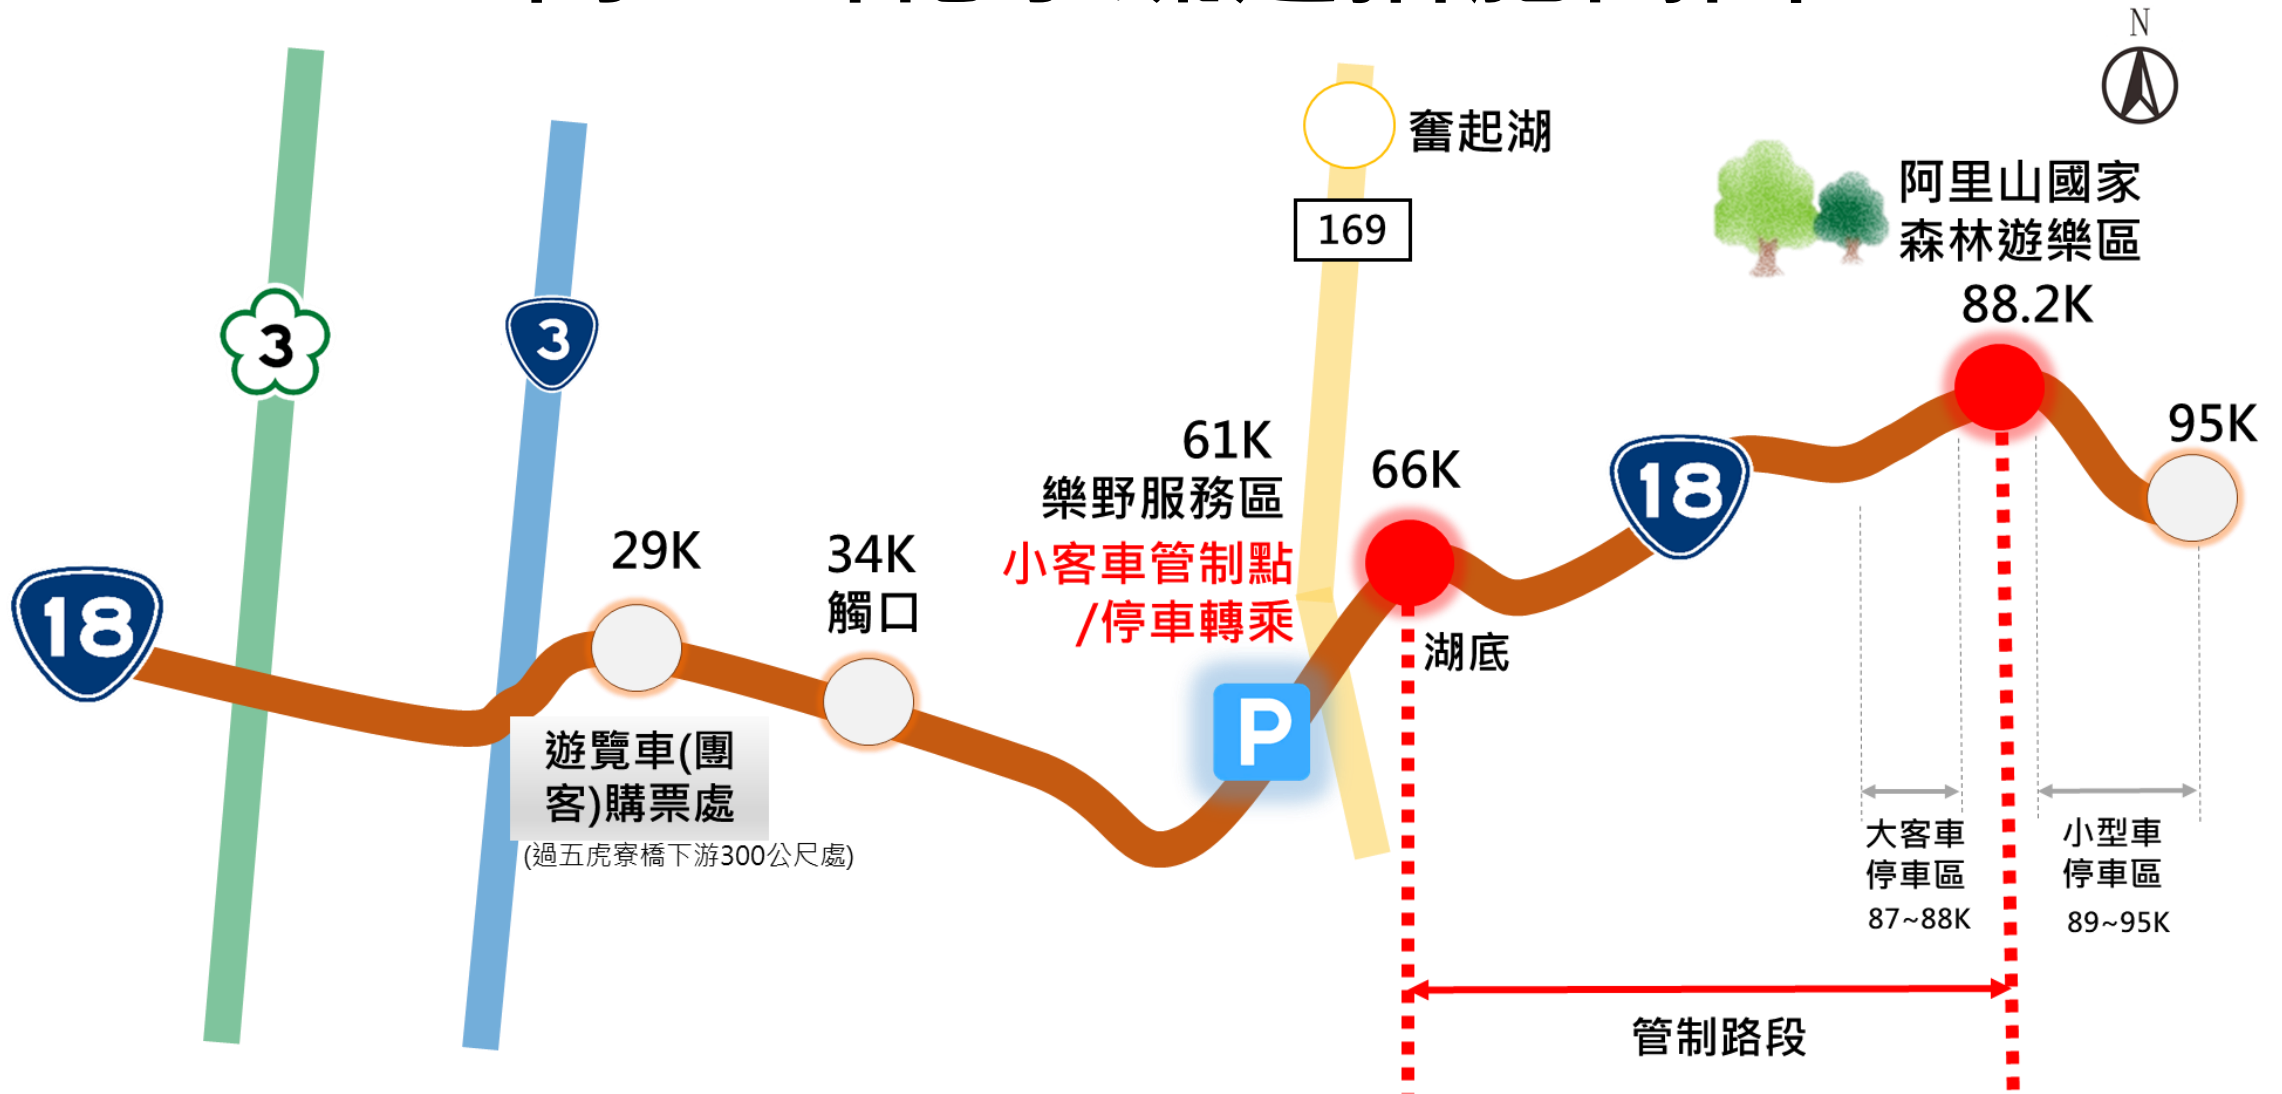 N
奮起湖
169
阿里山國家
森林遊樂區
88.2K
3
3
61K
樂野服務區
小客車管制點
/停車轉乘
66K
湖底
18
95K
29K
34K
觸口
18
遊覽車(團
客)購票處
(過五虎寮橋下游300公尺處)
P
大客車
停車區
87~88K
小型車
停車區
89~95K
管制路段